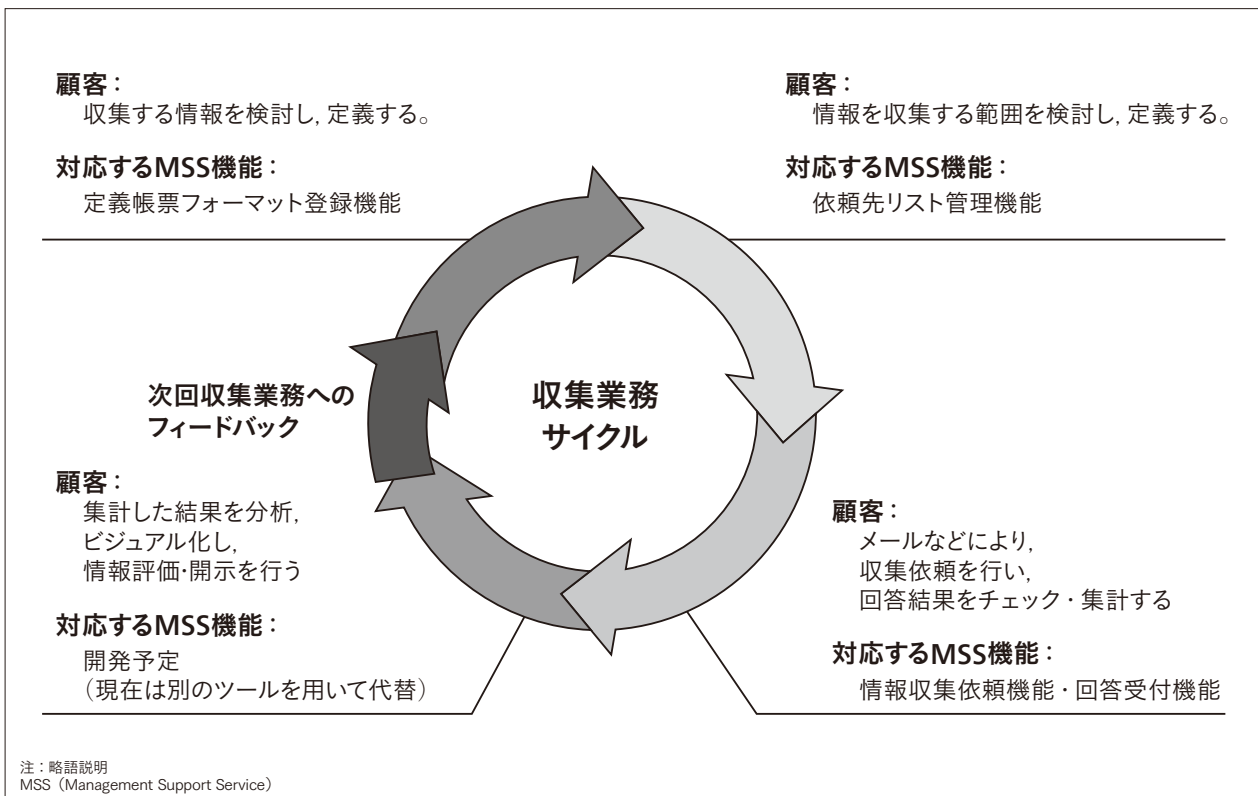 顧客：
収集する情報を検討し, 定義する。
対応するMSS機能：
定義帳票フォーマット登録機能
顧客：
情報を収集する範囲を検討し, 定義する。
対応するMSS機能：
依頼先リスト管理機能
収集業務
サイクル
次回収集業務への
フィードバック
顧客：
集計した結果を分析,
ビジュアル化し,
情報評価・開示を行う
対応するMSS機能：
開発予定
（現在は別のツールを用いて代替）
顧客：
メールなどにより,
収集依頼を行い,
回答結果をチェック・集計する
対応するMSS機能：
情報収集依頼機能・回答受付機能
注：略語説明
MSS（Management Support Service）